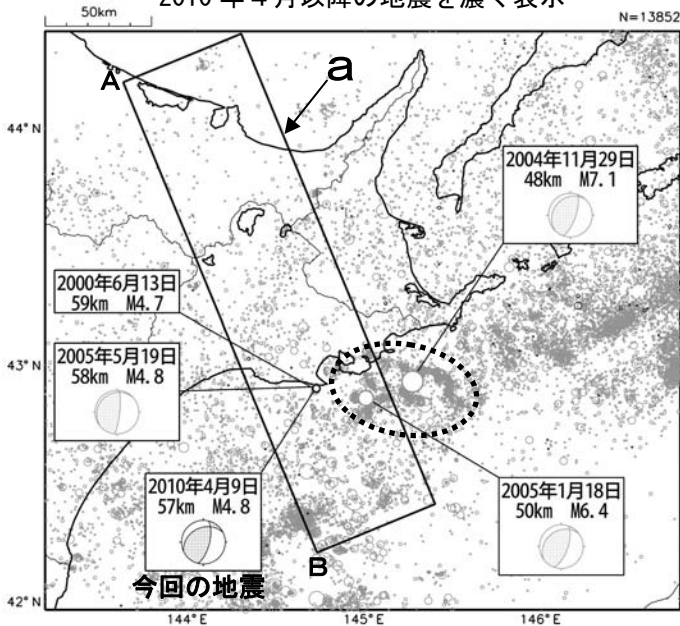 2010年4月以降の地震を濃く表示
50km
N=13852
A
a
44°N
2004年11月29日
48km M7.1
2000年6月13日
59km M4.7
43°N
2005年5月19日
58km M4.8
2010年4月9日
57km M4.8
今回の地震
2005年1月18日
50km M6.4
B
42°N
144°E
145°E
146°E